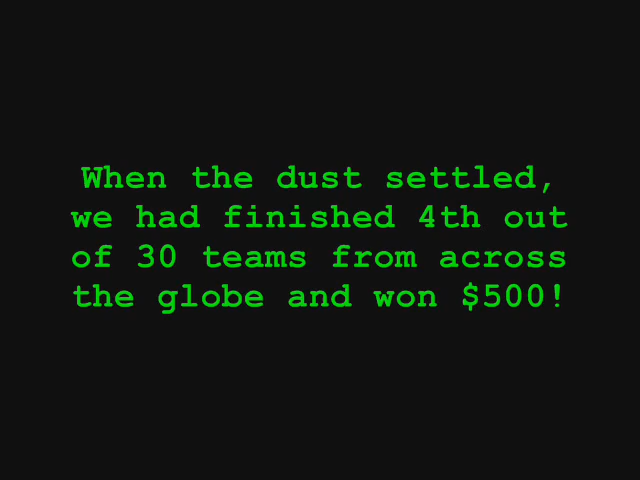 When the dust settled,
we had finished 4th out
of 30 teams from across
the globe and won $500!